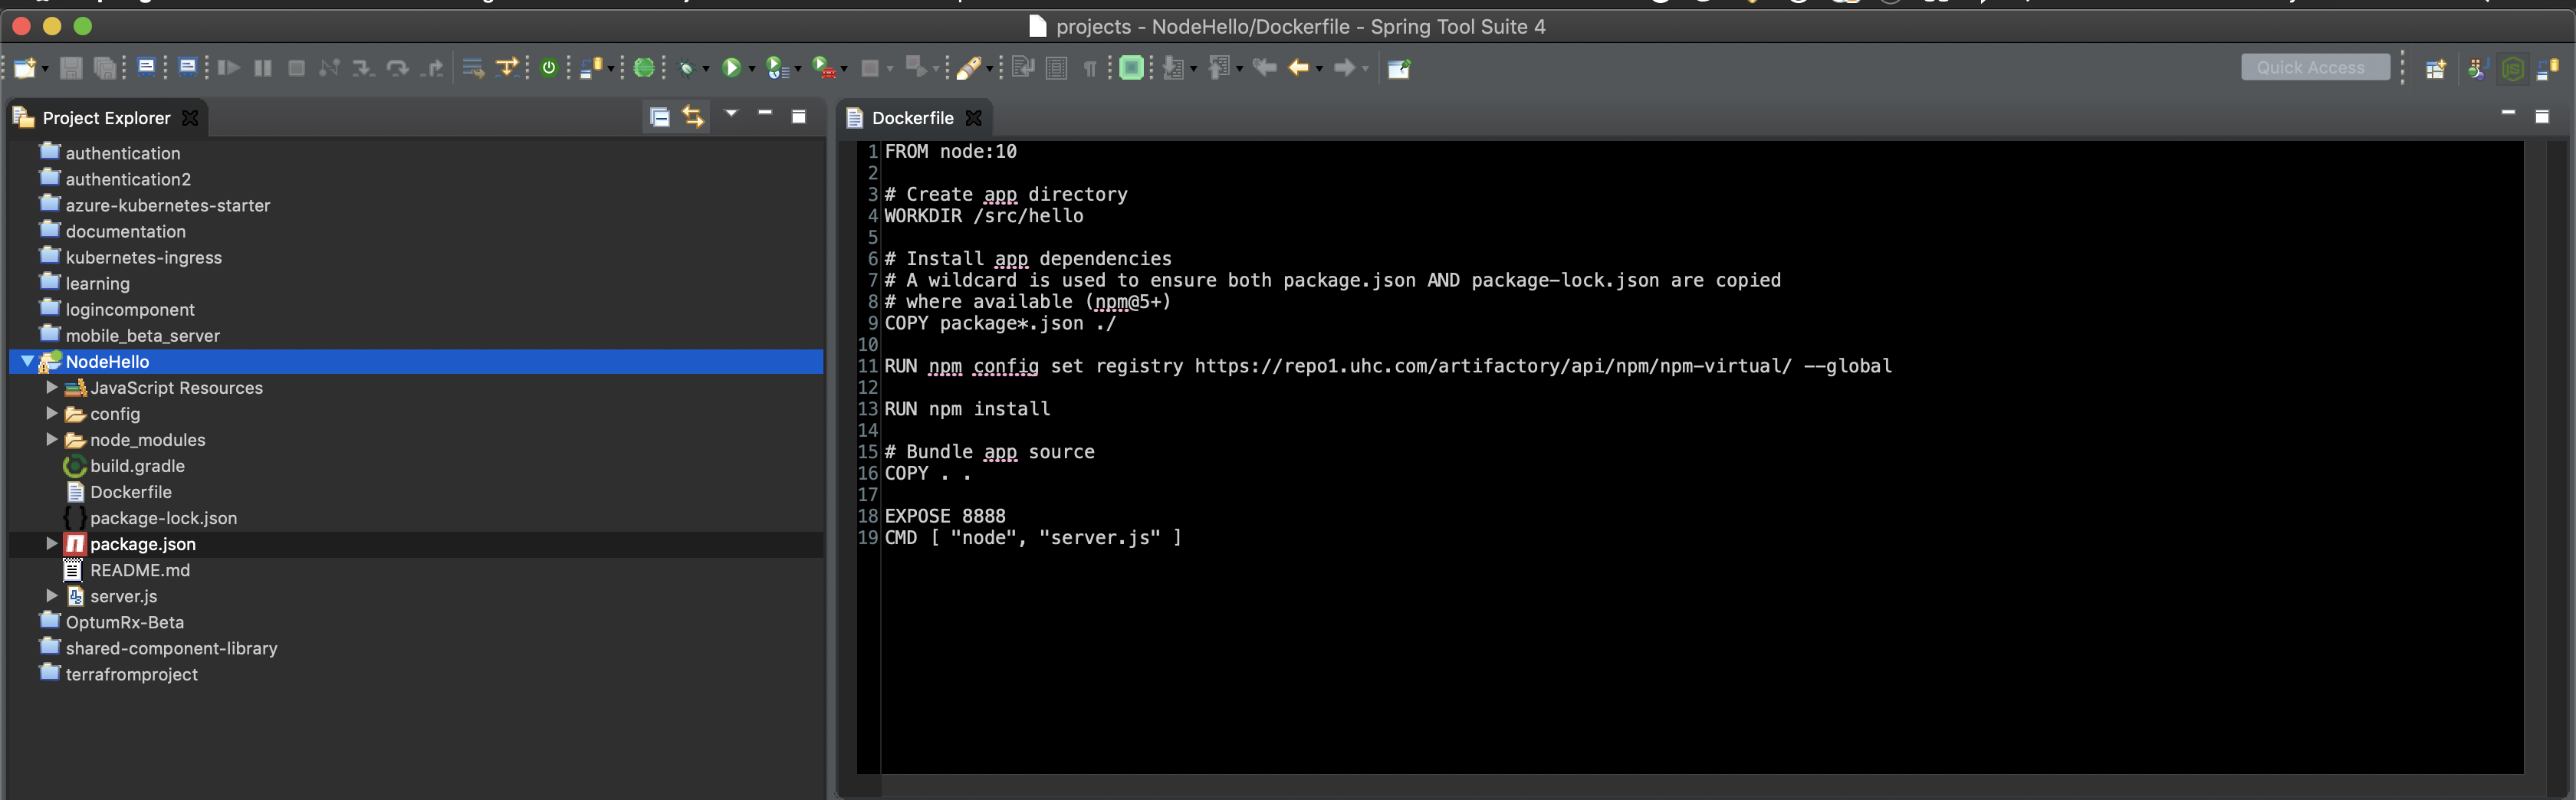 projects - NodeHello/Dockerfile - Spring Tool Suite 4
Quick Access
Project Explorer
authentication
authentication2
azure-kubernetes-starter
documentation
kubernetes-ingress
learning
logincomponent
mobile_beta_server
NodeHello
JavaScript Resources
config
node_modules
build.gradle
Dockerfile
package-lock.json
package.json
README.md
server.js
OptumRx-Beta
shared-component-library
terrafromproject
Dockerfile
1 FROM node:10
2
3 # Create app directory
4 WORKDIR /src/hello
5
6 # Install app dependencies
7 # A wildcard is used to ensure both package.json AND package-lock.json are copied
8 # where available (npm@5+)
9 COPY package*.json ./
10
11 RUN npm config set registry https://repo1.uhc.com/artifactory/api/npm/npm-virtual/ --global
12
13 RUN npm install
14
15 # Bundle app source
16 COPY . .
17
18 EXPOSE 8888
19 CMD [ "node", "server.js" ]